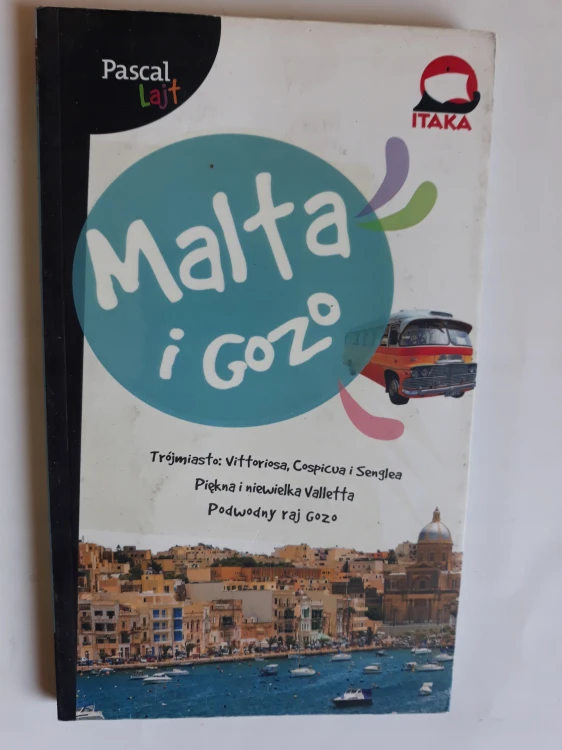 Pascal
Lajt
ITAKA
Malta
i Gozo
Trójmiasto: Vittoriosa, Cospicua i Senglea
Piękna i niewielka Valletta
Podwodny raj Gozo